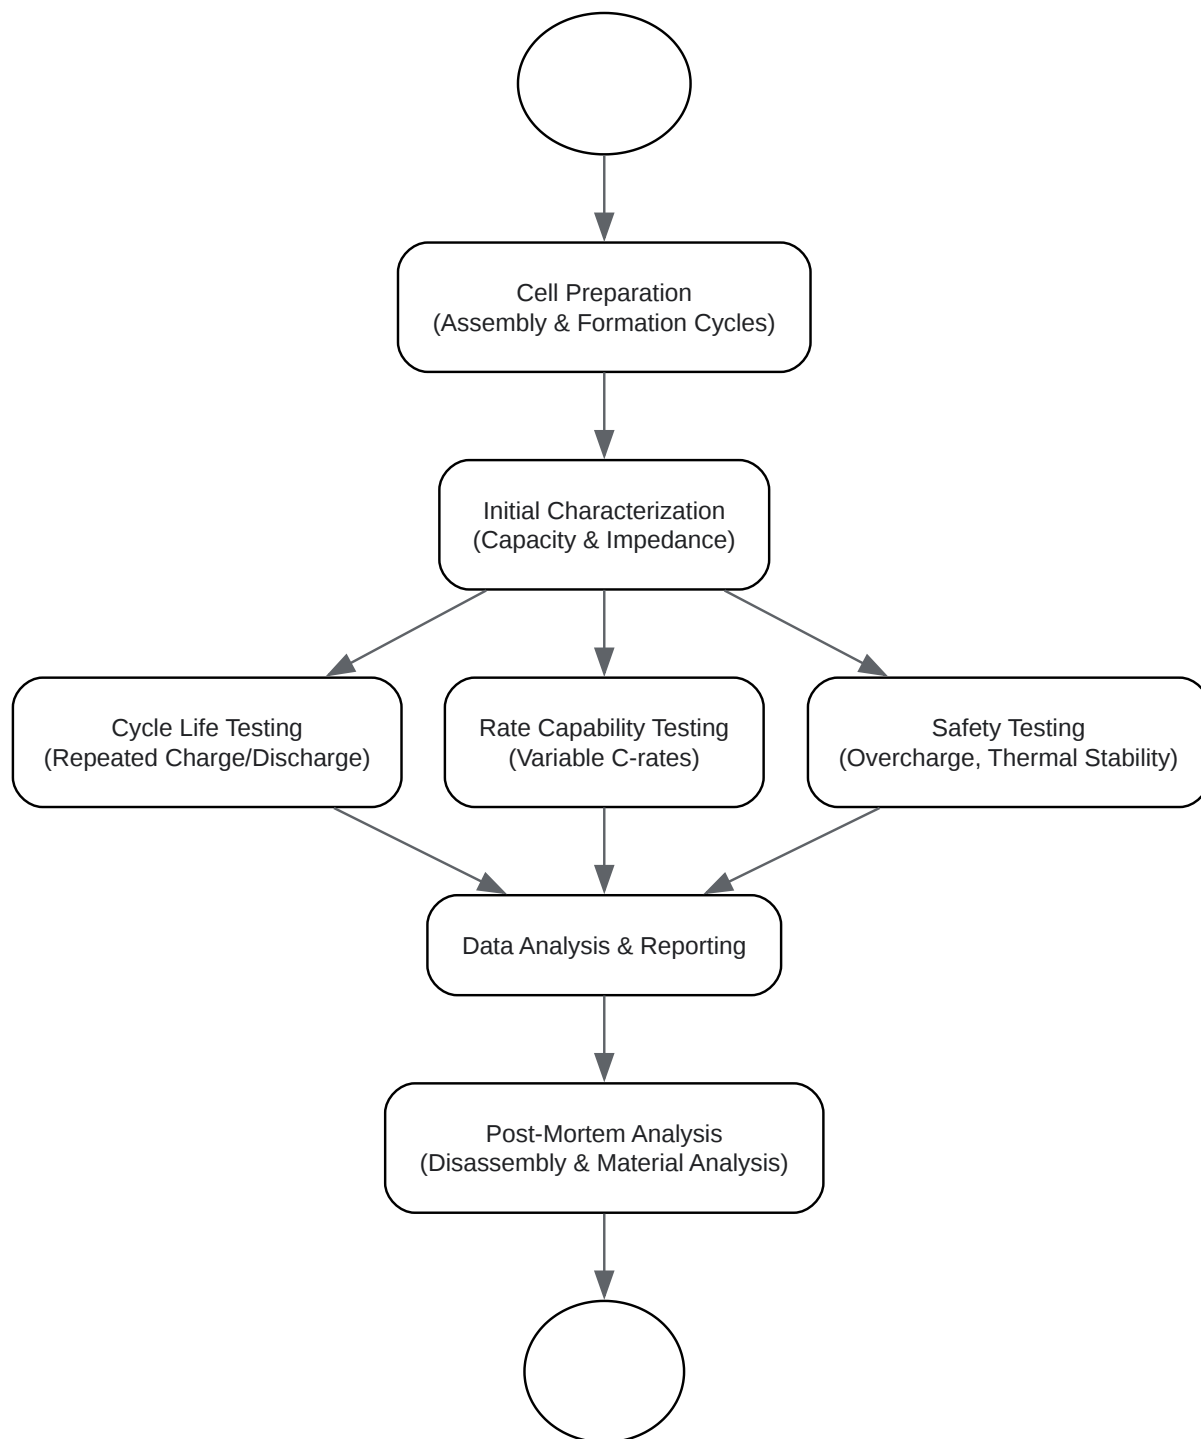 Cell Preparation
(Assembly & Formation Cycles)
Initial Characterization
(Capacity & Impedance)
Cycle Life Testing
(Repeated Charge/Discharge)
Rate Capability Testing
(Variable C-rates)
Safety Testing
(Overcharge, Thermal Stability)
Data Analysis & Reporting
Post-Mortem Analysis
(Disassembly & Material Analysis)